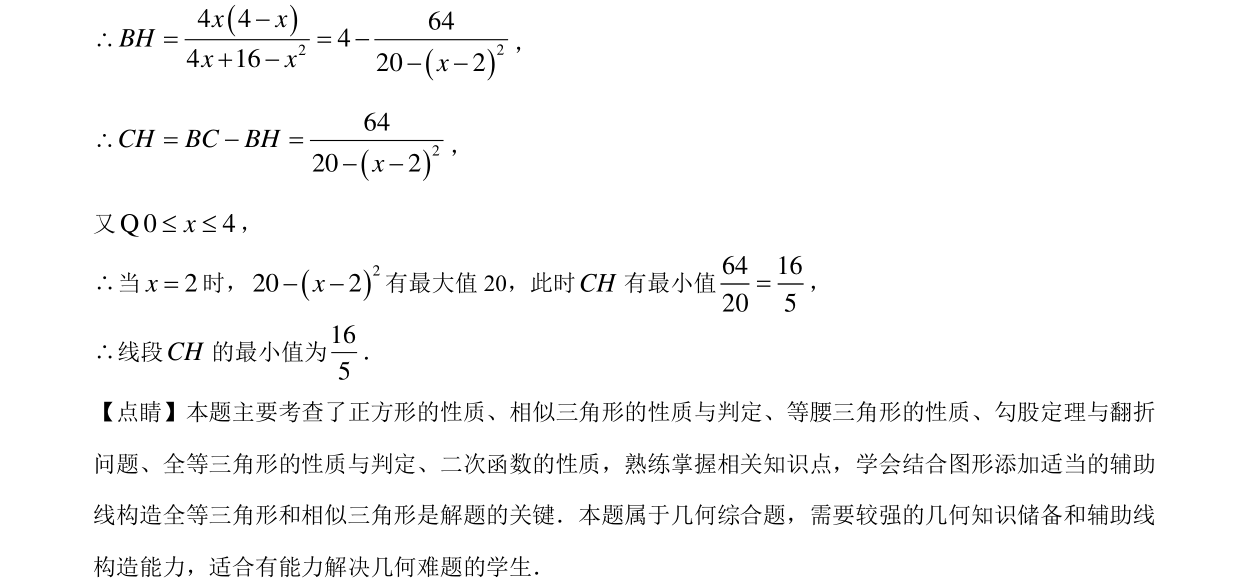 ∴BH = \frac{4x(4-x)}{4x+16-x^2} = 4 - \frac{64}{20-(x-2)^2},
∴CH = BC - BH = \frac{64}{20-(x-2)^2},
又Q 0 ≤ x ≤ 4,
∴当 x = 2 时，20-(x-2)^2 有最大值 20，此时 CH 有最小值 \frac{64}{20} = \frac{16}{5},
∴线段 CH 的最小值为 \frac{16}{5}.
【点睛】本题主要考查了正方形的性质、相似三角形的性质与判定、等腰三角形的性质、勾股定理与翻折
问题、全等三角形的性质与判定、二次函数的性质，熟练掌握相关知识点，学会结合图形添加适当的辅助
线构造全等三角形和相似三角形是解题的关键．本题属于几何综合题，需要较强的几何知识储备和辅助线
构造能力，适合有能力解决几何难题的学生．